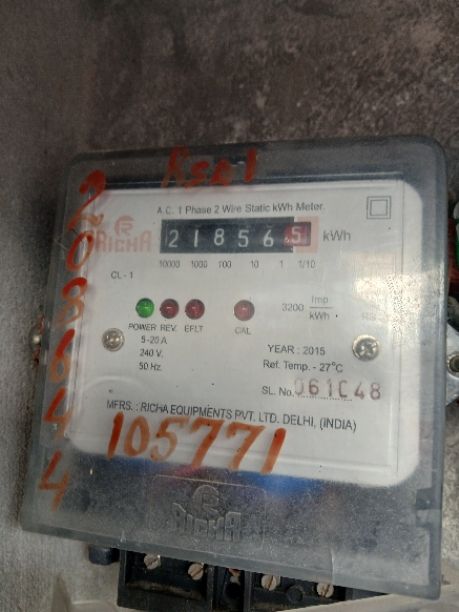 A.C. 1 Phase 2 Wire Static kWh Meter
RICHA
218565 kWh
10000 1000 100 10 1 1/10
CL - 1
3200 Imp/kWh
POWER REV. EFLT CAL
5-20 A
240 V.
50 Hz.
YEAR : 2015
Ref. Temp. - 27°C
SL. No. 061C48
MFRS. : RICHA EQUIPMENTS PVT. LTD. DELHI, (INDIA)
105771
RICHA